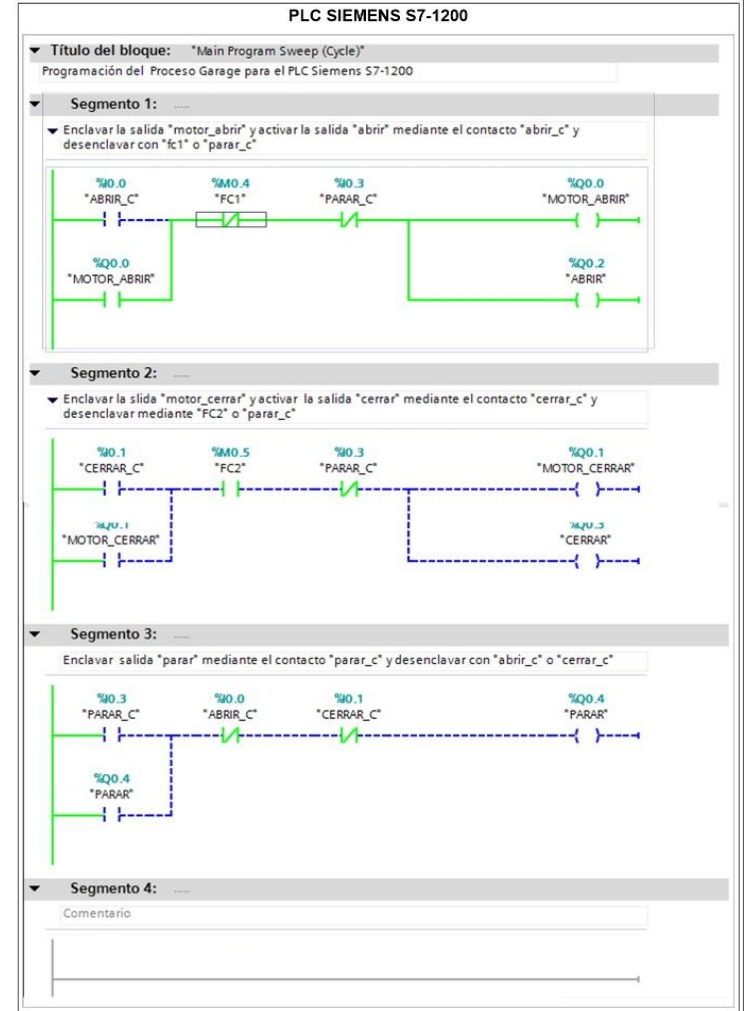 PLC SIEMENS S7-1200
Título del bloque: "Main Program Sweep (Cycle)"
Programación del Proceso Garage para el PLC Siemens S7-1200
Segmento 1: .....
Enclavar la salida "motor_abrir" y activar la salida "abrir" mediante el contacto "abrir_c" y
desenclavar con "fc1" o "parar_c"
%I0.0 %M0.4 %I0.3 %Q0.0
"ABRIR_C" "FC1" "PARAR_C" "MOTOR_ABRIR"
%Q0.0 %Q0.2
"MOTOR_ABRIR" "ABRIR"
Segmento 2: .....
Enclavar la slida "motor_cerrar" y activar la salida "cerrar" mediante el contacto "cerrar_c" y
desenclavar mediante "FC2" o "parar_c"
%I0.1 %M0.5 %I0.3 %Q0.1
"CERRAR_C" "FC2" "PARAR_C" "MOTOR_CERRAR"
%Q0.1 %Q0.3
"MOTOR_CERRAR" "CERRAR"
Segmento 3: .....
Enclavar salida "parar" mediante el contacto "parar_c" y desenclavar con "abrir_c" o "cerrar_c"
%I0.3 %I0.0 %I0.1 %Q0.4
"PARAR_C" "ABRIR_C" "CERRAR_C" "PARAR"
%Q0.4
"PARAR"
Segmento 4: .....
Comentario